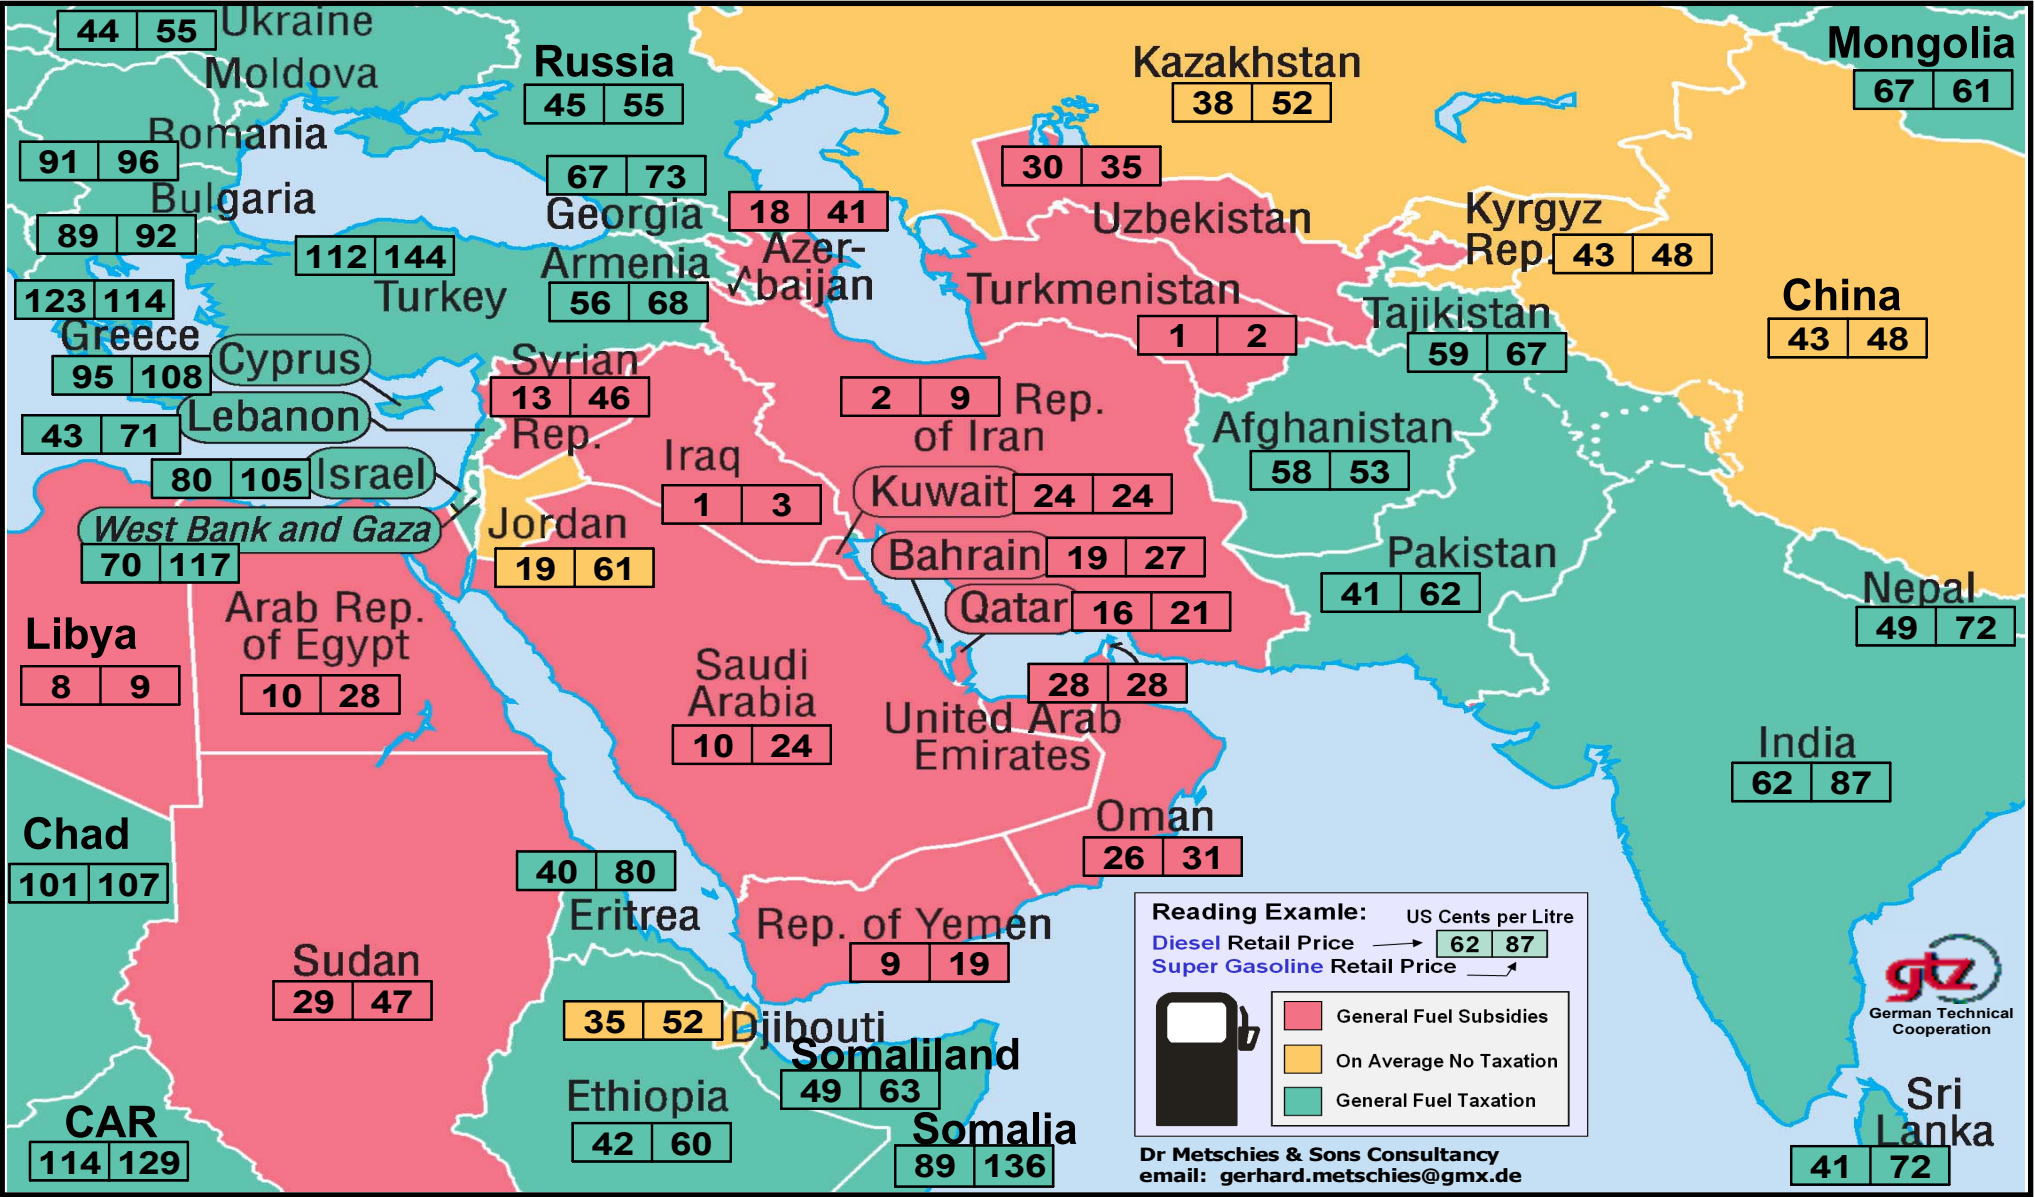 44 55 Ukraine
Moldova
Russia
45 55
Kazakhstan
38 52
Mongolia
67 61
Romania
91 96
Bulgaria
89 92
67 73
Georgia
18 41
Azer-
√baijan
30 35
Uzbekistan
Kyrgyz
Rep. 43 48
112 144
Turkey
Armenia
56 68
Turkmenistan
1 2
Tajikistan
59 67
China
43 48
123 114
Greece
95 108 Cyprus
43 71 Lebanon
80 105 Israel
West Bank and Gaza
70 117
Syrian
13 46
Rep.
2 9 Rep.
of Iran
Iraq
1 3
Afghanistan
58 53
Kuwait 24 24
Jordan
19 61
Bahrain 19 27
Qatar 16 21
Pakistan
41 62
Nepal
49 72
Libya
8 9
Arab Rep.
of Egypt
10 28
Saudi
Arabia
10 24
28 28
United Arab
Emirates
India
62 87
Oman
26 31
Chad
101 107
40 80
Eritrea
Rep. of Yemen
9 19
Sudan
29 47
35 52 Djibouti
Somaliland
49 63
Ethiopia
42 60
Somalia
89 136
CAR
114 129
Reading Examle: US Cents per Litre
Diesel Retail Price 62 87
Super Gasoline Retail Price
General Fuel Subsidies
On Average No Taxation
General Fuel Taxation
Dr Metschies & Sons Consultancy
email: gerhard.metschies@gmx.de
gtz
German Technical
Cooperation
Sri
Lanka
41 72